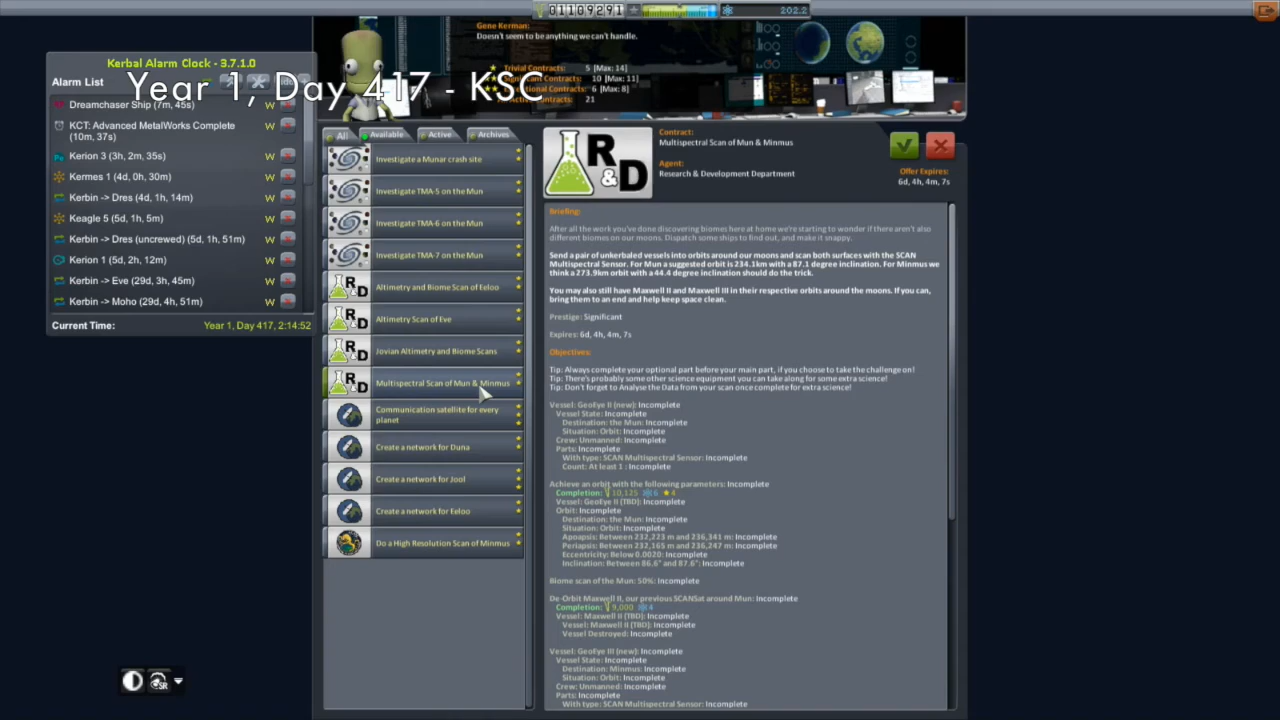 01109291
202.2
Gene Kerman:
Doesn't seem to be anything we can't handle.
Trivial Contracts: 5 [Max: 14]
Significant Contracts: 10 [Max: 11]
Exceptional Contracts: 6 [Max: 8]
Active Contracts: 21
Year 1, Day 417 - KSC
Kerbal Alarm Clock - 3.7.1.0
Alarm List
Dreamchaser Ship (7m, 45s) W
KCT: Advanced MetalWorks Complete W
(10m, 37s)
Kerion 3 (3h, 2m, 35s) W
Kermes 1 (4d, 0h, 30m) W
Kerbin -> Dres (4d, 1h, 14m) W
Keagle 5 (5d, 1h, 5m) W
Kerbin -> Dres (uncrewed) (5d, 1h, 51m) W
Kerion 1 (5d, 2h, 12m) W
Kerbin -> Eve (29d, 3h, 45m) W
Kerbin -> Moho (29d, 4h, 51m) W
Current Time: Year 1, Day 417, 2:14:52
All Available Active Archives
Investigate a Munar crash site
Investigate TMA-5 on the Mun
Investigate TMA-6 on the Mun
Investigate TMA-7 on the Mun
R&D Altimetry and Biome Scan of Eeloo
R&D Altimetry Scan of Eve
R&D Jovian Altimetry and Biome Scans
R&D Multispectral Scan of Mun & Minmus
Communication satellite for every
planet
Create a network for Duna
Create a network for Jool
Create a network for Eeloo
Do a High Resolution Scan of Minmus
R&D
Contract:
Multispectral Scan of Mun & Minmus
Agent:
Research & Development Department
Offer Expires:
6d, 4h, 4m, 7s
Briefing:
After all the work you've done discovering biomes here at home we're starting to wonder if there aren't also
different biomes on our moons. Dispatch some ships to find out, and make it snappy.
Send a pair of unkerbaled vessels into orbits around our moons and scan both surfaces with the SCAN
Multispectral Sensor. For Mun a suggested orbit is 234.1km with a 87.1 degree inclination. For Minmus we
think a 273.9km orbit with a 44.4 degree inclination should do the trick.
You may also still have Maxwell II and Maxwell III in their respective orbits around the moons. If you can,
bring them to an end and help keep space clean.
Prestige: Significant
Expires: 6d, 4h, 4m, 7s
Objectives:
Tip: Always complete your optional part before your main part, if you choose to take the challenge on!
Tip: There's probably some other science equipment you can take along for some extra science!
Tip: Don't forget to Analyse the Data from your scan once complete for extra science!
Vessel: GeoEye II (new): Incomplete
Vessel State: Incomplete
Destination: the Mun: Incomplete
Situation: Orbit: Incomplete
Crew: Unmanned: Incomplete
Parts: Incomplete
With type: SCAN Multispectral Sensor: Incomplete
Count: At least 1 : Incomplete
Achieve an orbit with the following parameters: Incomplete
Completion: 10,125 6 4
Vessel: GeoEye II (TBD): Incomplete
Orbit: Incomplete
Destination: the Mun: Incomplete
Situation: Orbit: Incomplete
Apoapsis: Between 232,223 m and 236,341 m: Incomplete
Periapsis: Between 232,165 m and 236,247 m: Incomplete
Eccentricity: Below 0.0020: Incomplete
Inclination: Between 86.6° and 87.6°: Incomplete
Biome scan of the Mun: 50%: Incomplete
De-Orbit Maxwell II, our previous SCANSat around Mun: Incomplete
Completion: 9,000 4
Vessel: Maxwell II (TBD): Incomplete
Vessel: Maxwell II (TBD): Incomplete
Vessel Destroyed: Incomplete
Vessel: GeoEye III (new): Incomplete
Vessel State: Incomplete
Destination: Minmus: Incomplete
Situation: Orbit: Incomplete
Crew: Unmanned: Incomplete
Parts: Incomplete
With type: SCAN Multispectral Sensor: Incomplete
SR